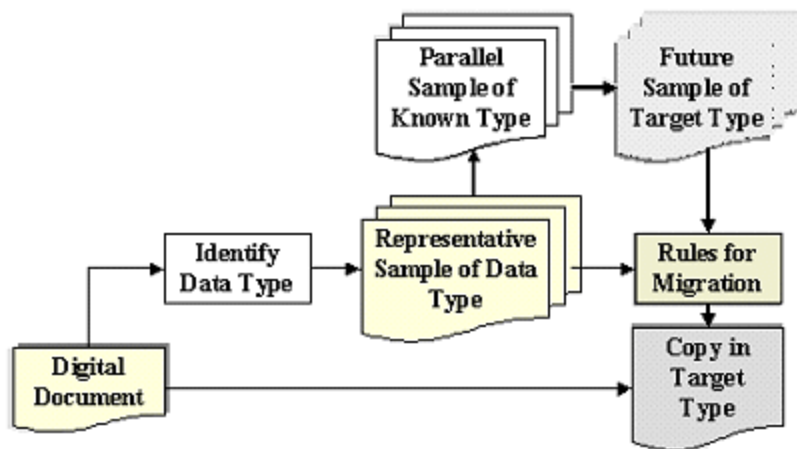 Parallel
Sample of
Known Type
Future
Sample of
Target Type
Identify
Data Type
Representative
Sample of Data
Type
Rules for
Migration
Digital
Document
Copy in
Target
Type